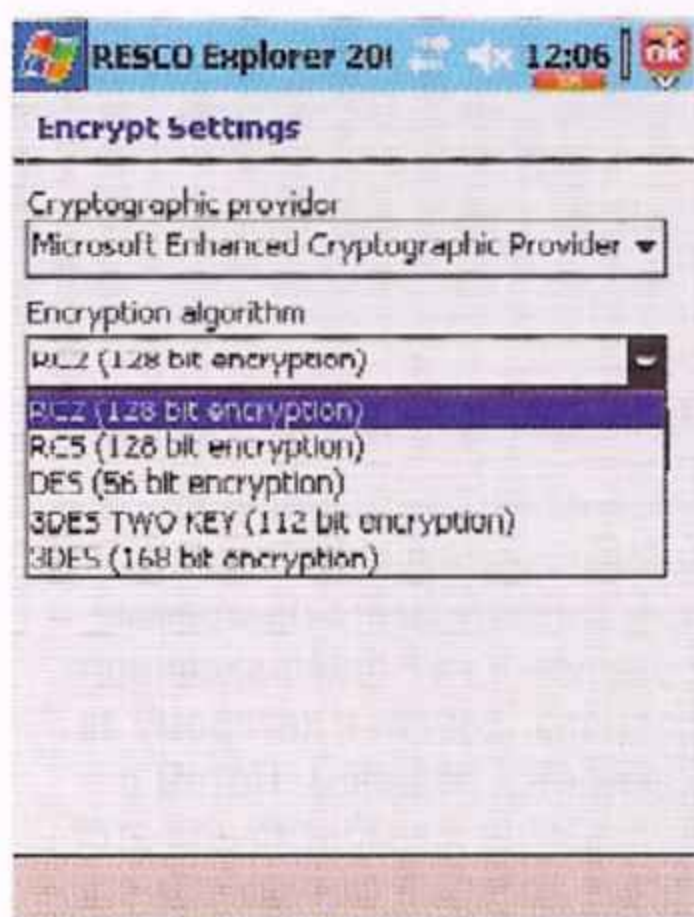 RESCO Explorer 200 12:06 ok
Encrypt Settings
Cryptographic provider
Microsoft Enhanced Cryptographic Provider
Encryption algorithm
RC2 (128 bit encryption)
RC2 (128 bit encryption)
RC5 (128 bit encryption)
DES (56 bit encryption)
3DES TWO KEY (112 bit encryption)
3DES (168 bit encryption)